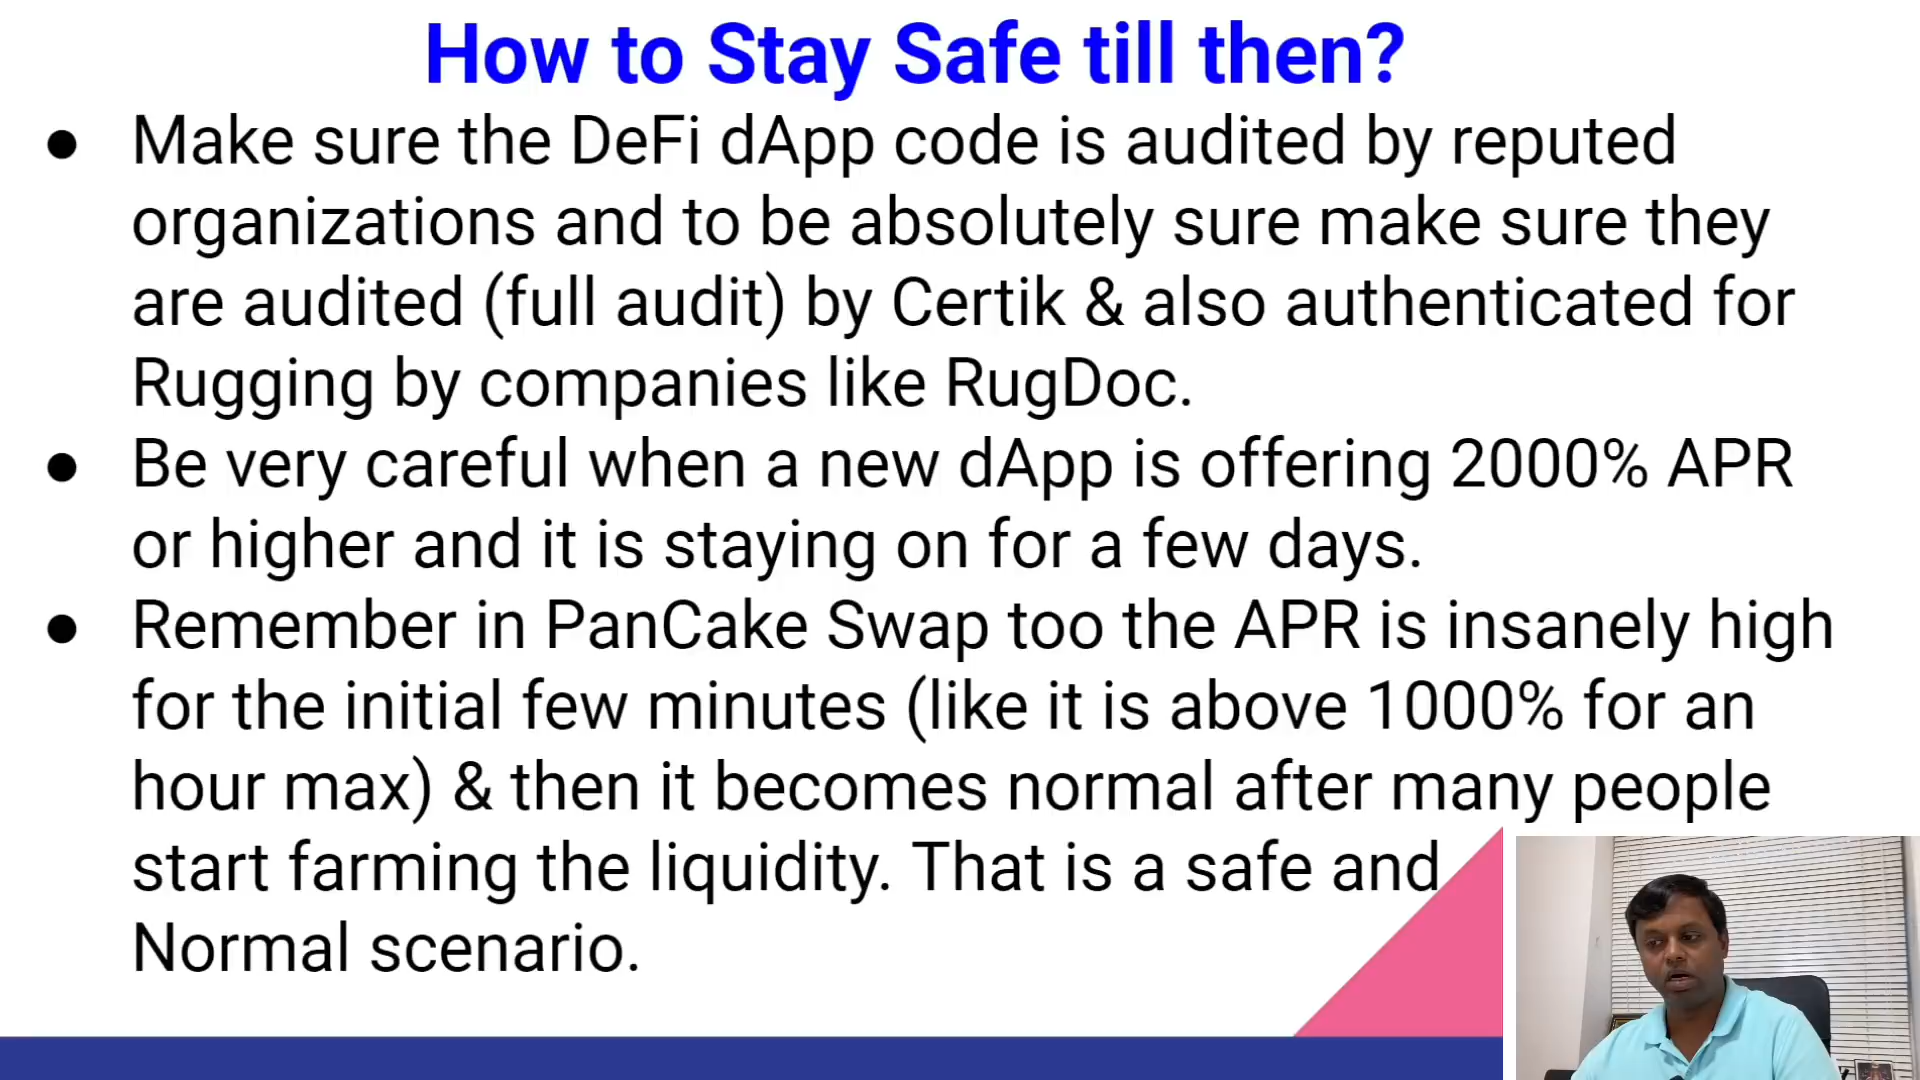 How to Stay Safe till then?
● Make sure the DeFi dApp code is audited by reputed
organizations and to be absolutely sure make sure they
are audited (full audit) by Certik & also authenticated for
Rugging by companies like RugDoc.
● Be very careful when a new dApp is offering 2000% APR
or higher and it is staying on for a few days.
● Remember in PanCake Swap too the APR is insanely high
for the initial few minutes (like it is above 1000% for an
hour max) & then it becomes normal after many people
start farming the liquidity. That is a safe and
Normal scenario.